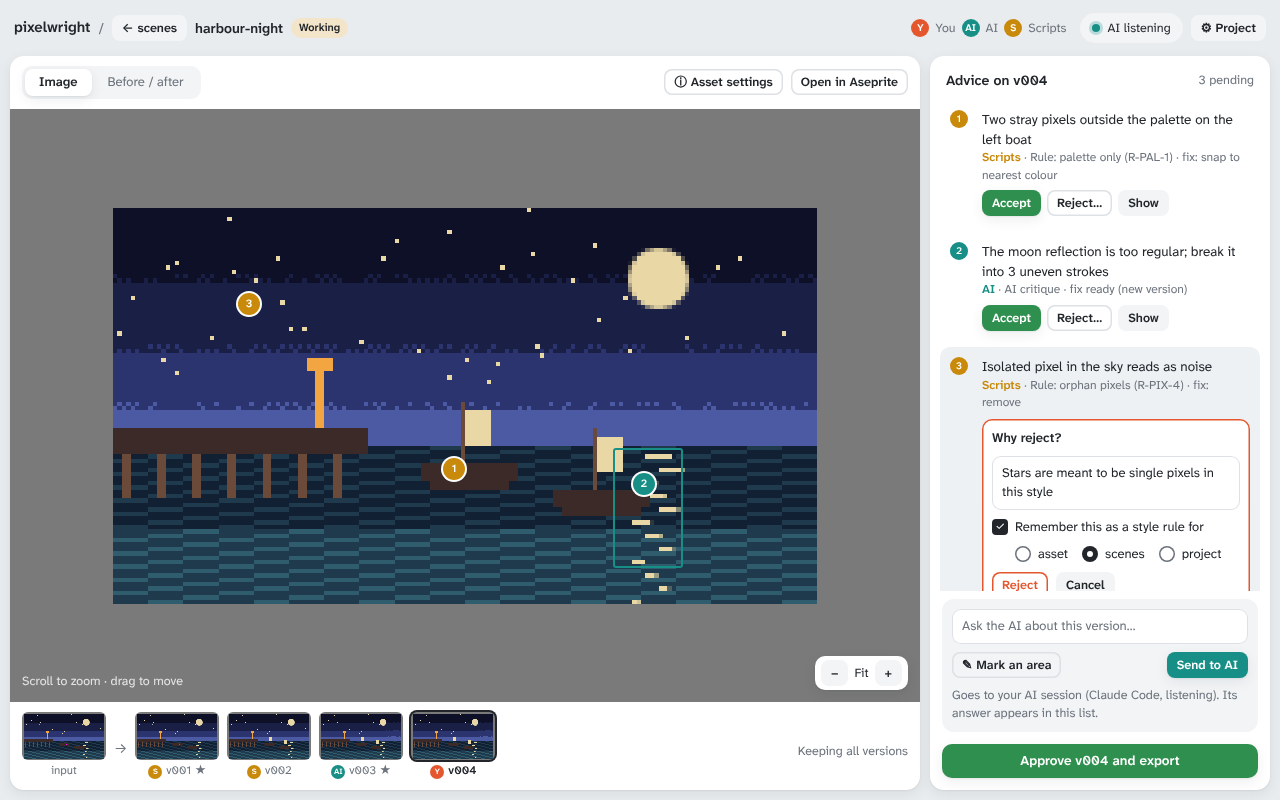 pixelwright / ← scenes harbour-night Working
Y You AI AI S Scripts AI listening ⚙ Project
Image Before / after
ⓘ Asset settings Open in Aseprite
3
1
2
Scroll to zoom · drag to move
− Fit +
input → S v001 ★ S v002 AI v003 ★ Y v004
Keeping all versions
Advice on v004 3 pending
1 Two stray pixels outside the palette on the
left boat
Scripts · Rule: palette only (R-PAL-1) · fix: snap to
nearest colour
Accept Reject... Show
2 The moon reflection is too regular; break it
into 3 uneven strokes
AI · AI critique · fix ready (new version)
Accept Reject... Show
3 Isolated pixel in the sky reads as noise
Scripts · Rule: orphan pixels (R-PIX-4) · fix:
remove
Why reject?
Stars are meant to be single pixels in
this style
Remember this as a style rule for
asset scenes project
Reject Cancel
Ask the AI about this version...
✎ Mark an area Send to AI
Goes to your AI session (Claude Code, listening). Its
answer appears in this list.
Approve v004 and export